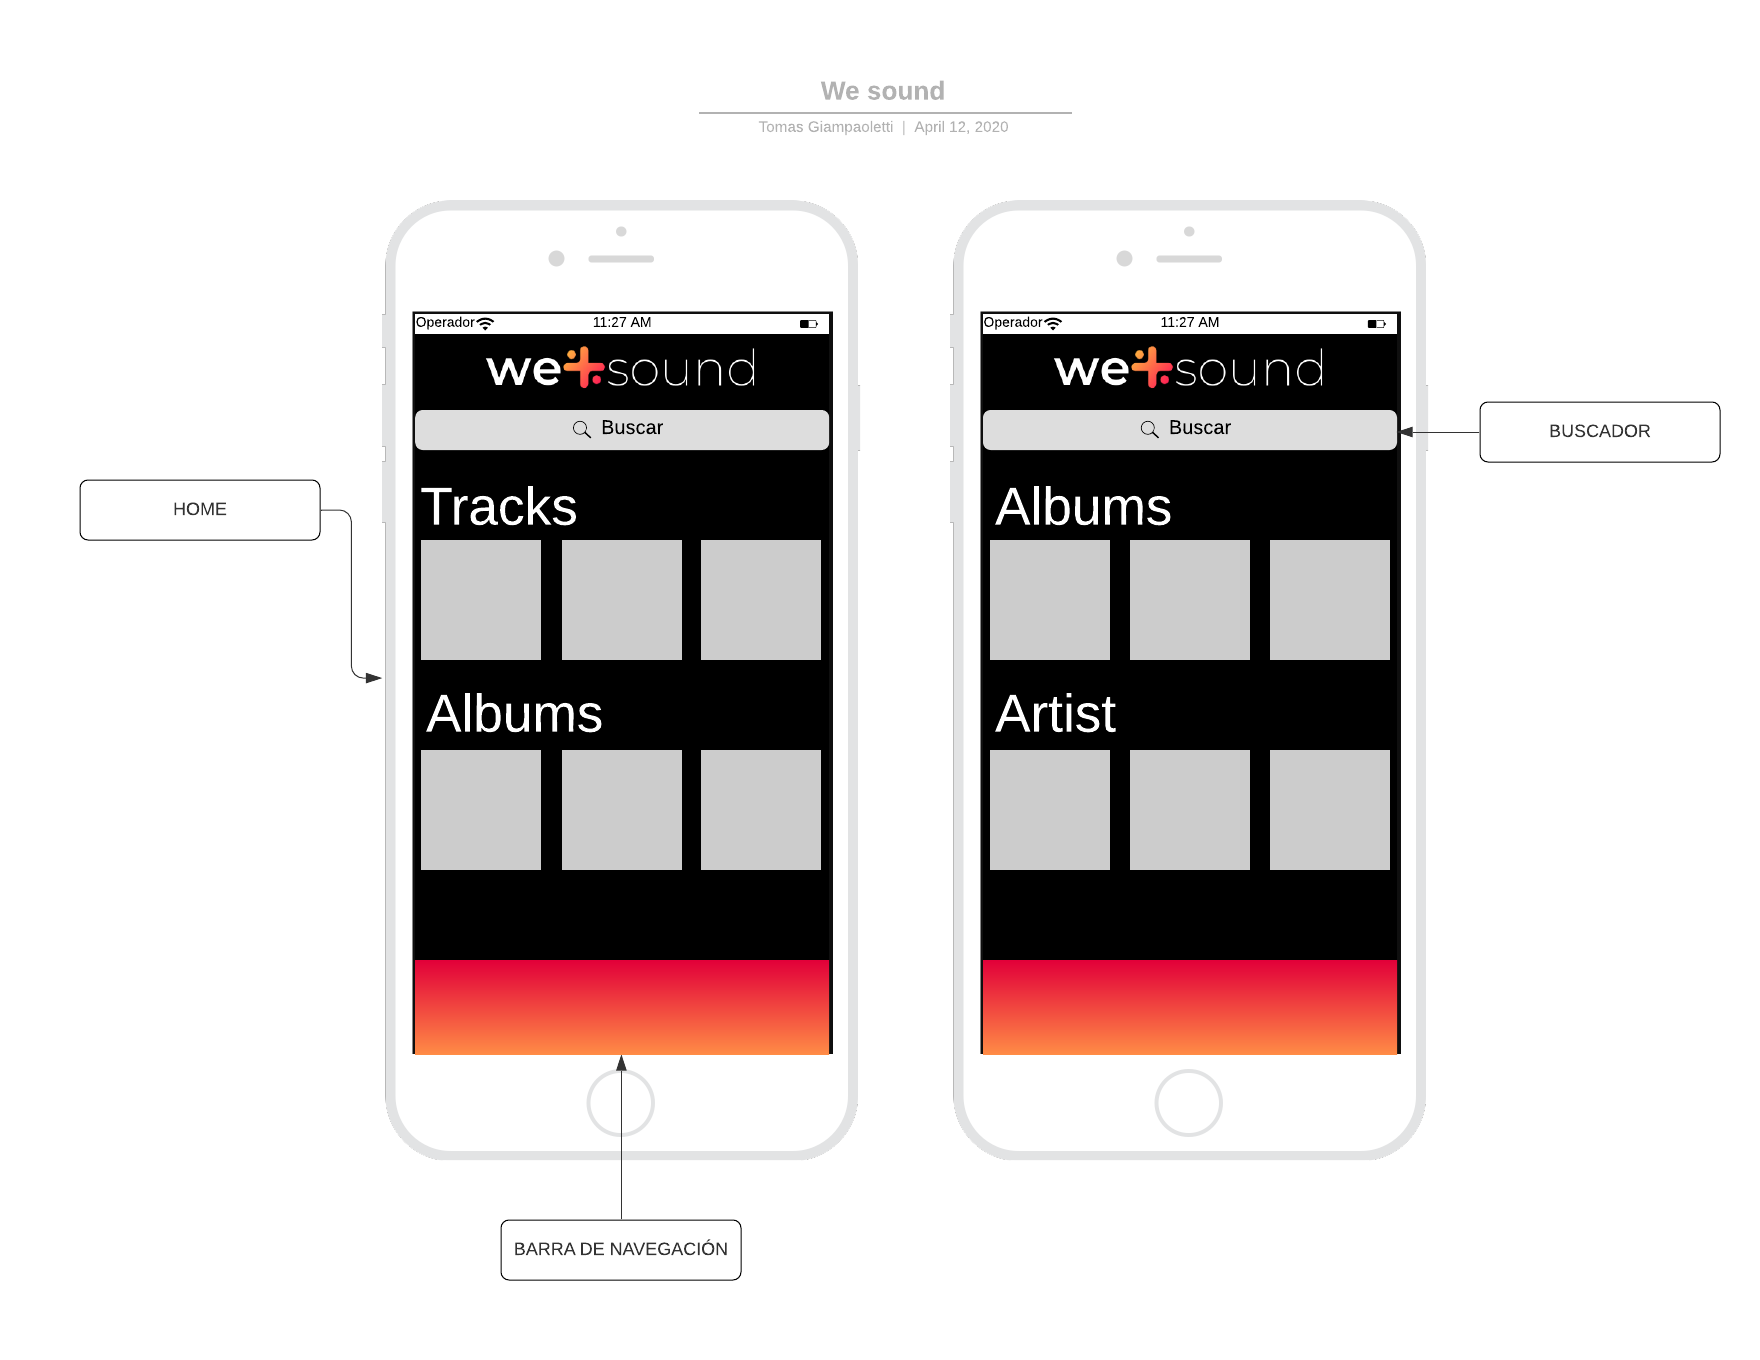 We sound
Tomas Giampaoletti | April 12, 2020
Operador 11:27 AM
we sound
Buscar
Tracks
Albums
Operador 11:27 AM
we sound
Buscar
Albums
Artist
HOME
BUSCADOR
BARRA DE NAVEGACIÓN